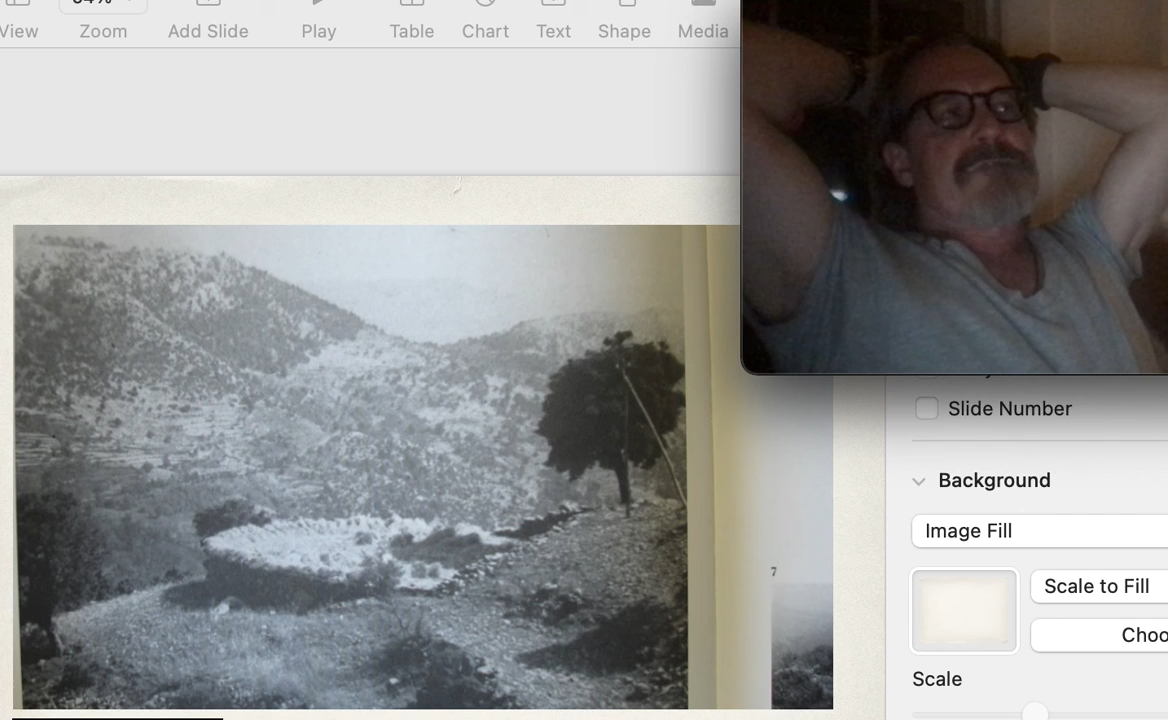 View
Zoom
Add Slide
Play
Table
Chart
Text
Shape
Media
Slide Number
Background
Image Fill
Scale to Fill
Choo
Scale
7